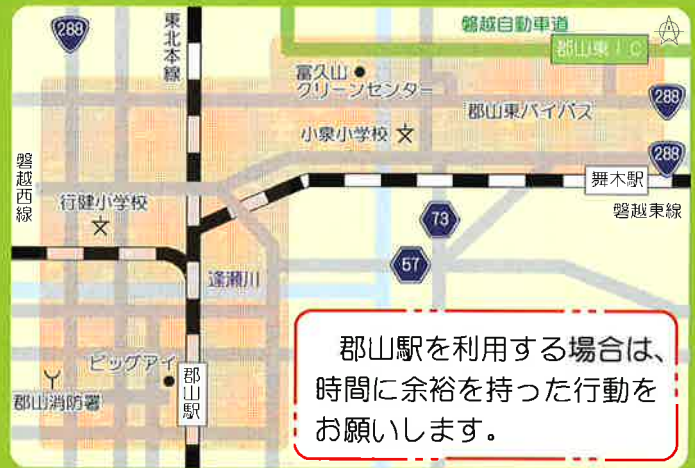 288
東北本線
磐越自動車道
郡山東IC
富久山
クリーンセンター
288
郡山東バイパス
小泉小学校
288
磐越西線
舞木駅
行健小学校
磐越東線
73
57
逢瀬川
ビッグアイ
郡山駅
郡山消防署
郡山駅を利用する場合は、
時間に余裕を持った行動を
お願いします。